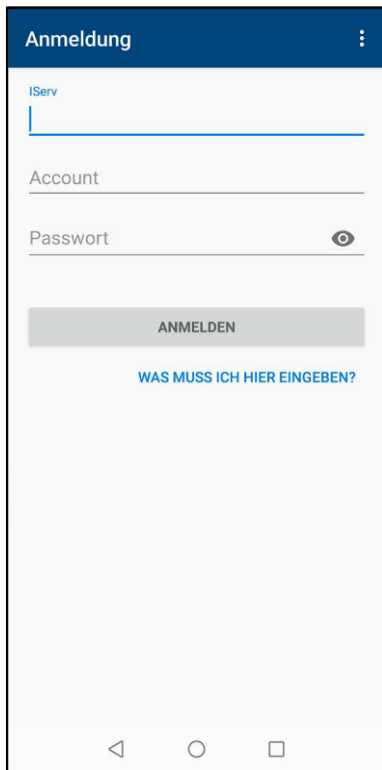 Anmeldung
IServ
Account
Passwort
ANMELDEN
WAS MUSS ICH HIER EINGEBEN?